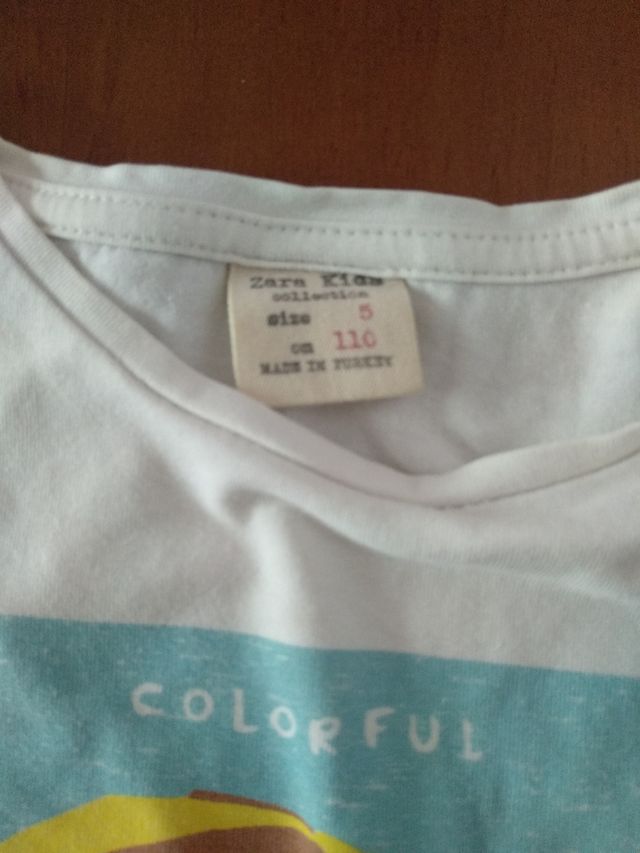 Zara Kids
collection
size 5
cm 110
MADE IN TURKEY
COLORFUL